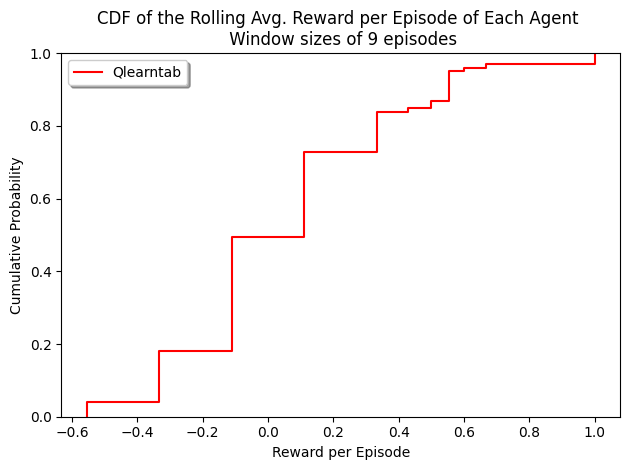 CDF of the Rolling Avg. Reward per Episode of Each Agent
Window sizes of 9 episodes
Qlearntab
Cumulative Probability
1.0
0.8
0.6
0.4
0.2
0.0
−0.6 −0.4 −0.2 0.0 0.2 0.4 0.6 0.8 1.0
Reward per Episode